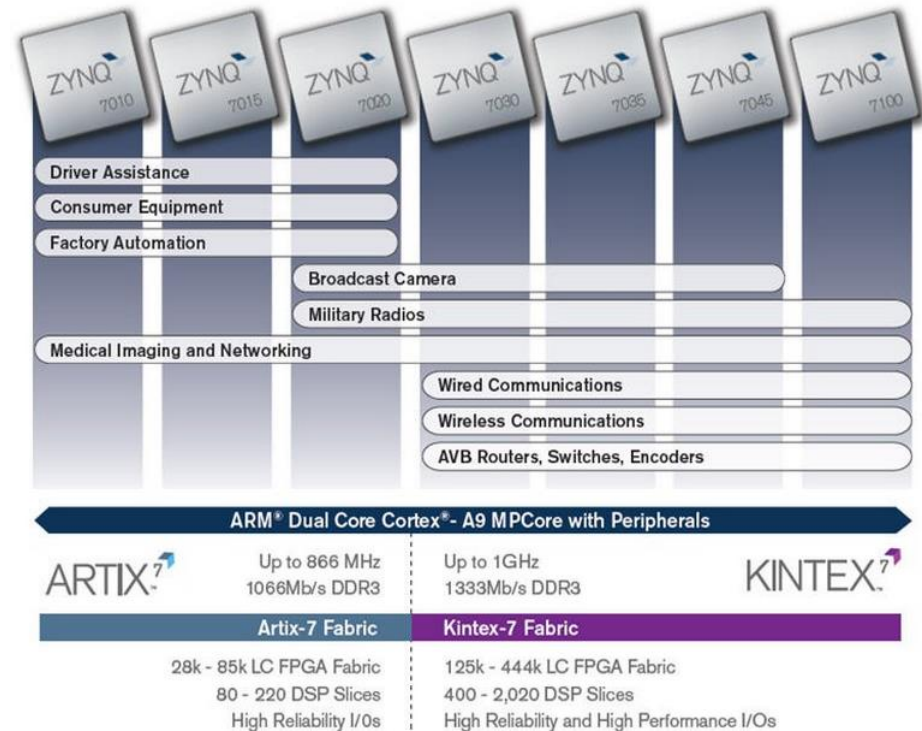 ZYNQ 7010
ZYNQ 7015
ZYNQ 7020
ZYNQ 7030
ZYNQ 7035
ZYNQ 7045
ZYNQ 7100
Driver Assistance
Consumer Equipment
Factory Automation
Broadcast Camera
Military Radios
Medical Imaging and Networking
Wired Communications
Wireless Communications
AVB Routers, Switches, Encoders
ARM® Dual Core Cortex®- A9 MPCore with Peripherals
ARTIX.7™
Up to 866 MHz
1066Mb/s DDR3
Up to 1GHz
1333Mb/s DDR3
KINTEX.7™
Artix-7 Fabric
Kintex-7 Fabric
28k - 85k LC FPGA Fabric
80 - 220 DSP Slices
High Reliability I/0s
125k - 444k LC FPGA Fabric
400 - 2,020 DSP Slices
High Reliability and High Performance I/Os